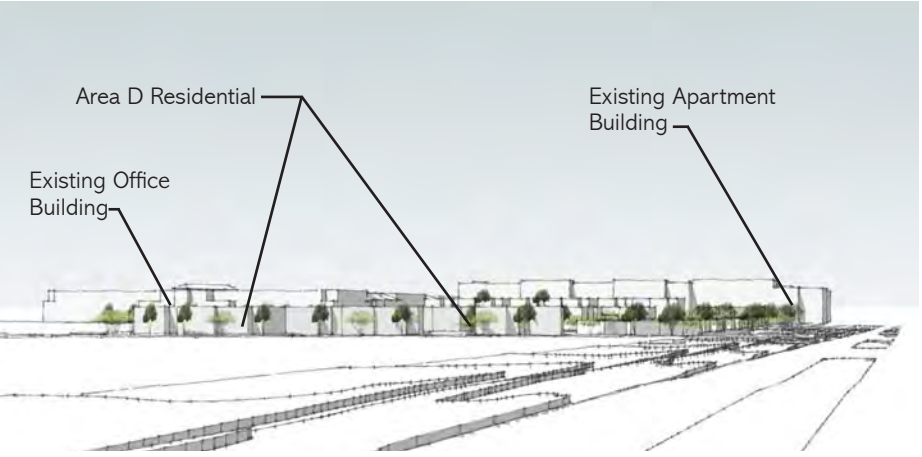 Area D Residential
Existing Apartment
Building
Existing Office
Building